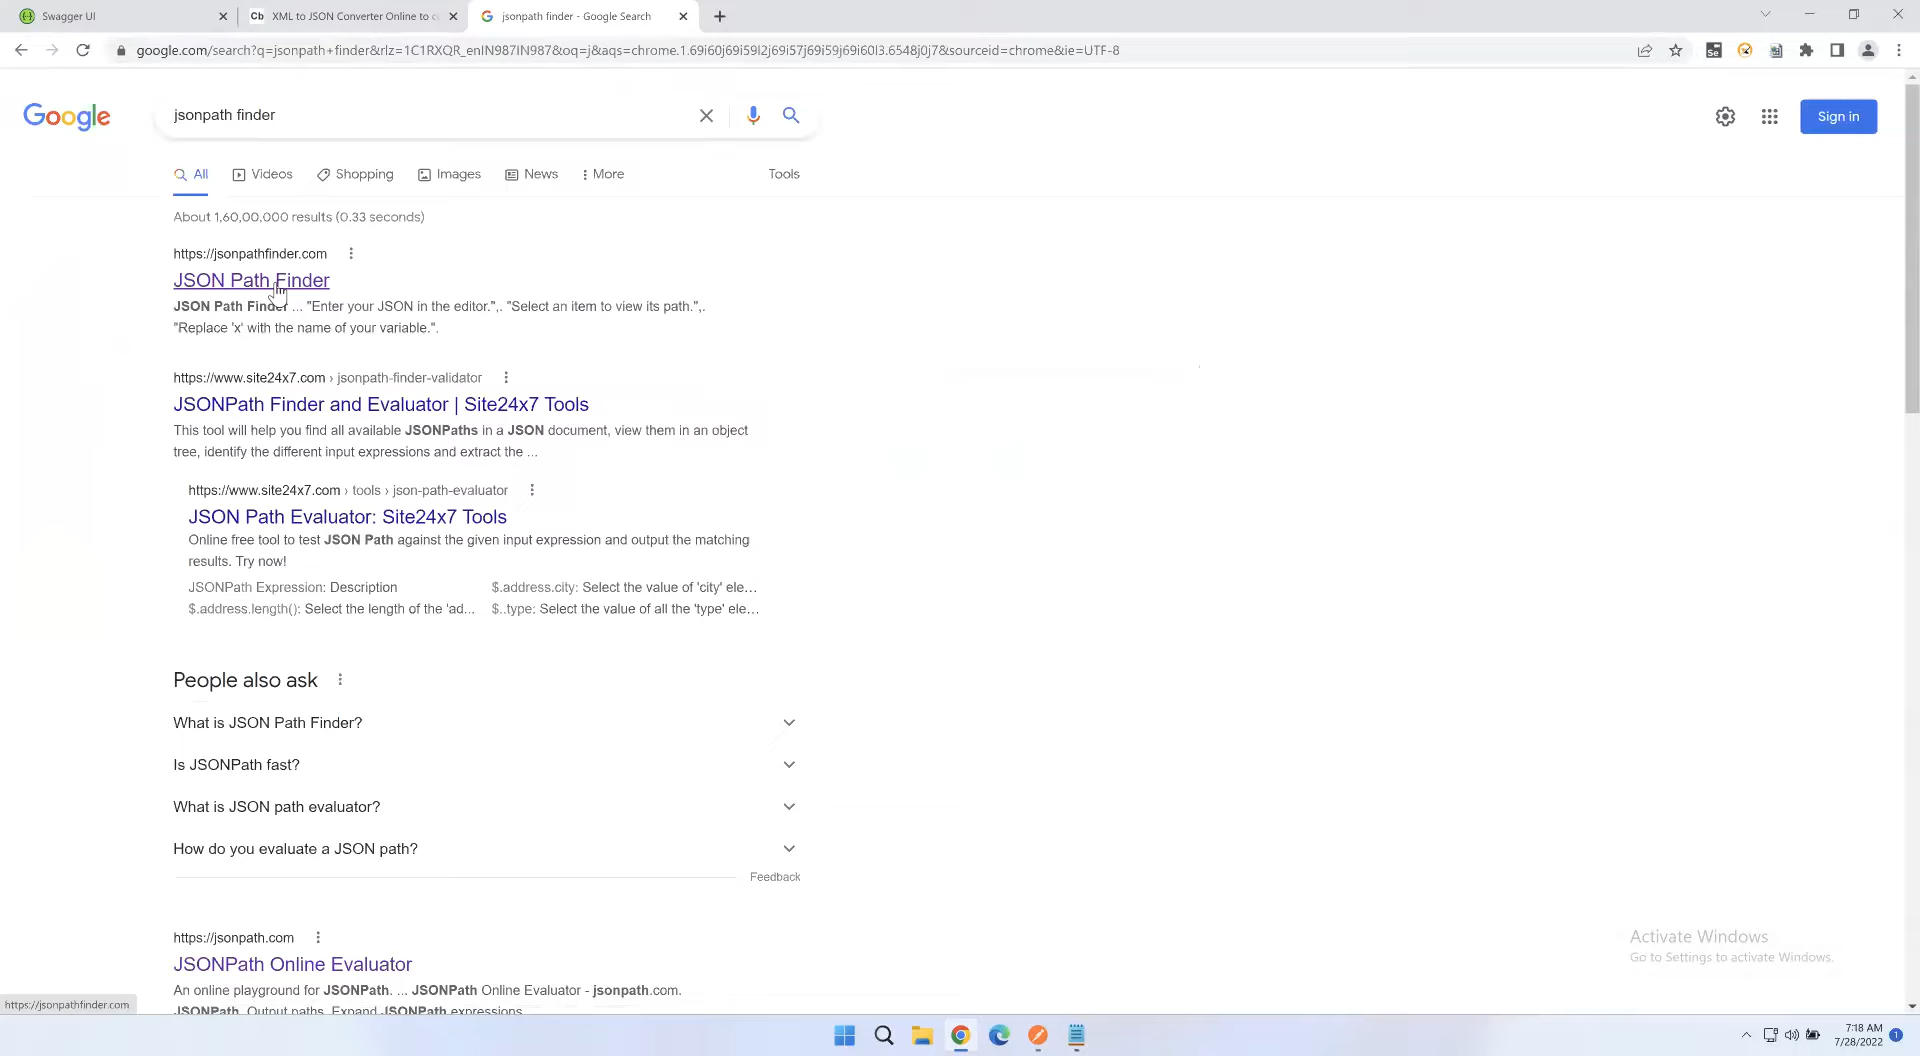 Swagger UI
Cb XML to JSON Converter Online to c
jsonpath finder - Google Search
google.com/search?q=jsonpath+finder&rlz=1C1RXQR_enIN987IN987&oq=j&aqs=chrome.1.69i60j69i59l2j69i57j69i59j69i60l3.6548j0j7&sourceid=chrome&ie=UTF-8
Google
jsonpath finder
Sign in
All Videos Shopping Images News More Tools
About 1,60,00,000 results (0.33 seconds)
https://jsonpathfinder.com
JSON Path Finder
JSON Path Finder ... "Enter your JSON in the editor.",. "Select an item to view its path.",.
"Replace 'x' with the name of your variable.".
https://www.site24x7.com › jsonpath-finder-validator
JSONPath Finder and Evaluator | Site24x7 Tools
This tool will help you find all available JSONPaths in a JSON document, view them in an object
tree, identify the different input expressions and extract the ...
https://www.site24x7.com › tools › json-path-evaluator
JSON Path Evaluator: Site24x7 Tools
Online free tool to test JSON Path against the given input expression and output the matching
results. Try now!
JSONPath Expression: Description $.address.city: Select the value of 'city' ele...
$.address.length(): Select the length of the 'ad... $..type: Select the value of all the 'type' ele...
People also ask
What is JSON Path Finder?
Is JSONPath fast?
What is JSON path evaluator?
How do you evaluate a JSON path?
Feedback
https://jsonpath.com
JSONPath Online Evaluator
An online playground for JSONPath. ... JSONPath Online Evaluator - jsonpath.com.
JSONPath. Output paths. Expand JSONPath expressions
Activate Windows
Go to Settings to activate Windows.
https://jsonpathfinder.com
7:18 AM
7/28/2022
1